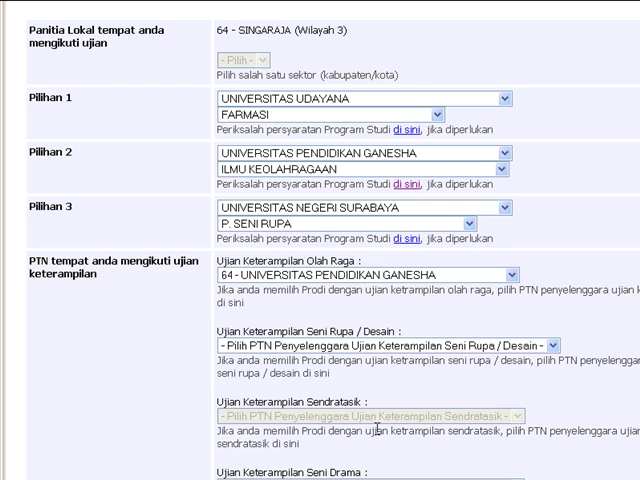 Panitia Lokal tempat anda mengikuti ujian
64 - SINGARAJA (Wilayah 3)
- Pilih -
Pilih salah satu sektor (kabupaten/kota)
Pilihan 1
UNIVERSITAS UDAYANA
FARMASI
Periksalah persyaratan Program Studi di sini, jika diperlukan
Pilihan 2
UNIVERSITAS PENDIDIKAN GANESHA
ILMU KEOLAHRAGAAN
Periksalah persyaratan Program Studi di sini, jika diperlukan
Pilihan 3
UNIVERSITAS NEGERI SURABAYA
P. SENI RUPA
Periksalah persyaratan Program Studi di sini, jika diperlukan
PTN tempat anda mengikuti ujian keterampilan
Ujian Keterampilan Olah Raga :
64 - UNIVERSITAS PENDIDIKAN GANESHA
Jika anda memilih Prodi dengan ujian ketrampilan olah raga, pilih PTN penyelenggara ujian
di sini
Ujian Keterampilan Seni Rupa / Desain :
- Pilih PTN Penyelenggara Ujian Keterampilan Seni Rupa / Desain -
Jika anda memilih Prodi dengan ujian ketrampilan seni rupa / desain, pilih PTN
seni rupa / desain di sini
Ujian Keterampilan Sendratasik :
- Pilih PTN Penyelenggara Ujian Keterampilan Sendratasik -
Jika anda memilih Prodi dengan ujian ketrampilan sendratasik, pilih PTN penyelenggara
sendratasik di sini
Ujian Keterampilan Seni Drama :